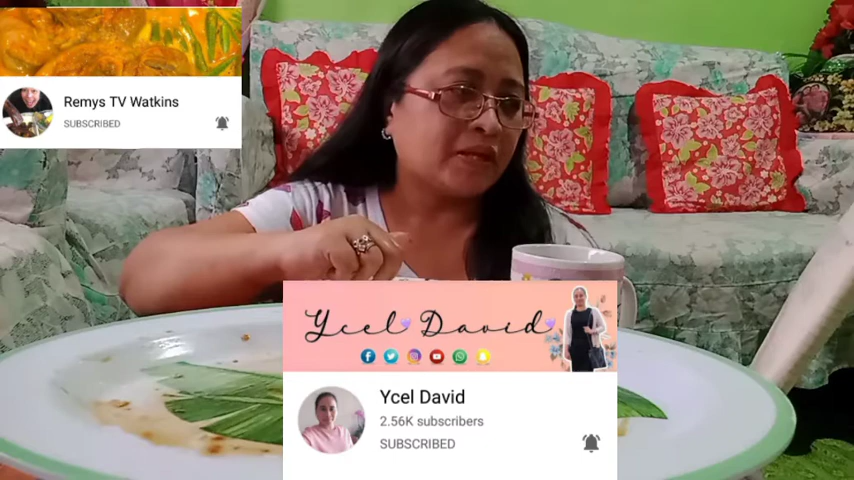 Remys TV Watkins
SUBSCRIBED
Ycel David
Ycel David
2.56K subscribers
SUBSCRIBED